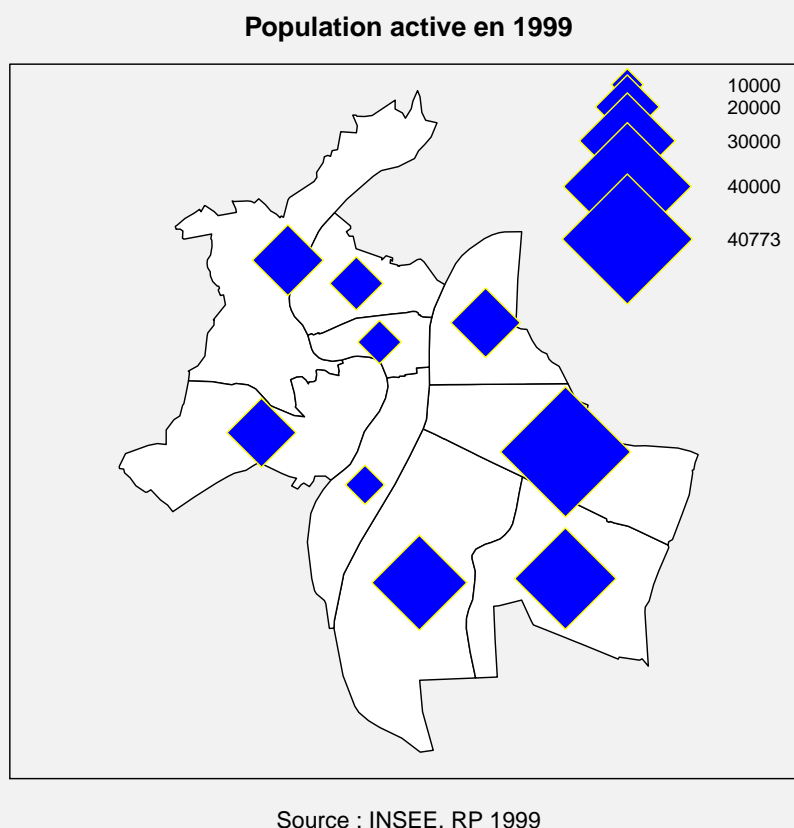 Population active en 1999
10000
20000
30000
40000
40773
Source : INSEE, RP 1999